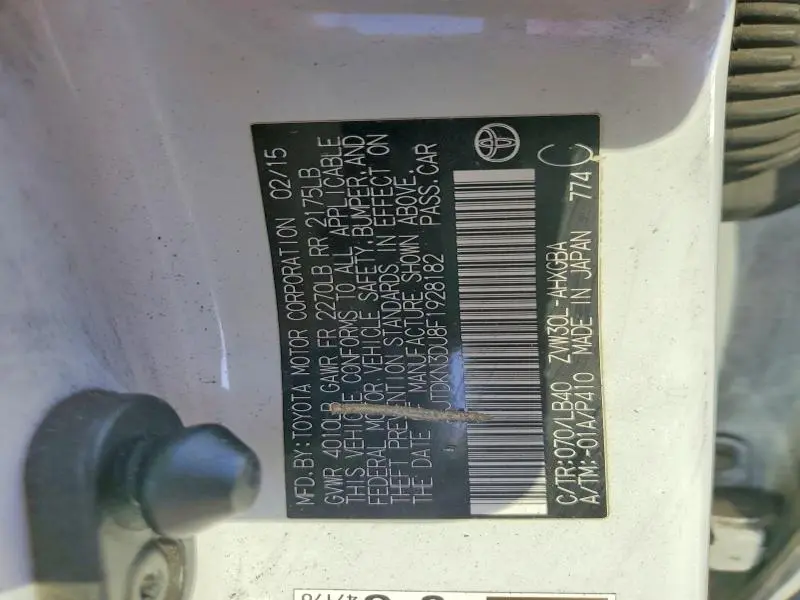 MFD.BY:TOYOTA MOTOR CORPORATION 02/15
GVWR 4010LB GAWR FR 2270LB RR 2175LB
THIS VEHICLE CONFORMS TO ALL APPLICABLE
FEDERAL MOTOR VEHICLE SAFETY, BUMPER, AND
THEFT PREVENTION STANDARDS IN EFFECT ON
THE DATE OF MANUFACTURE SHOWN ABOVE.
JTDKN3DU8F1928182 PASS.CAR
C/TR:070/LB40 ZVW30L-AHXGBA
A/TM:-01A/P410 MADE IN JAPAN 774 C